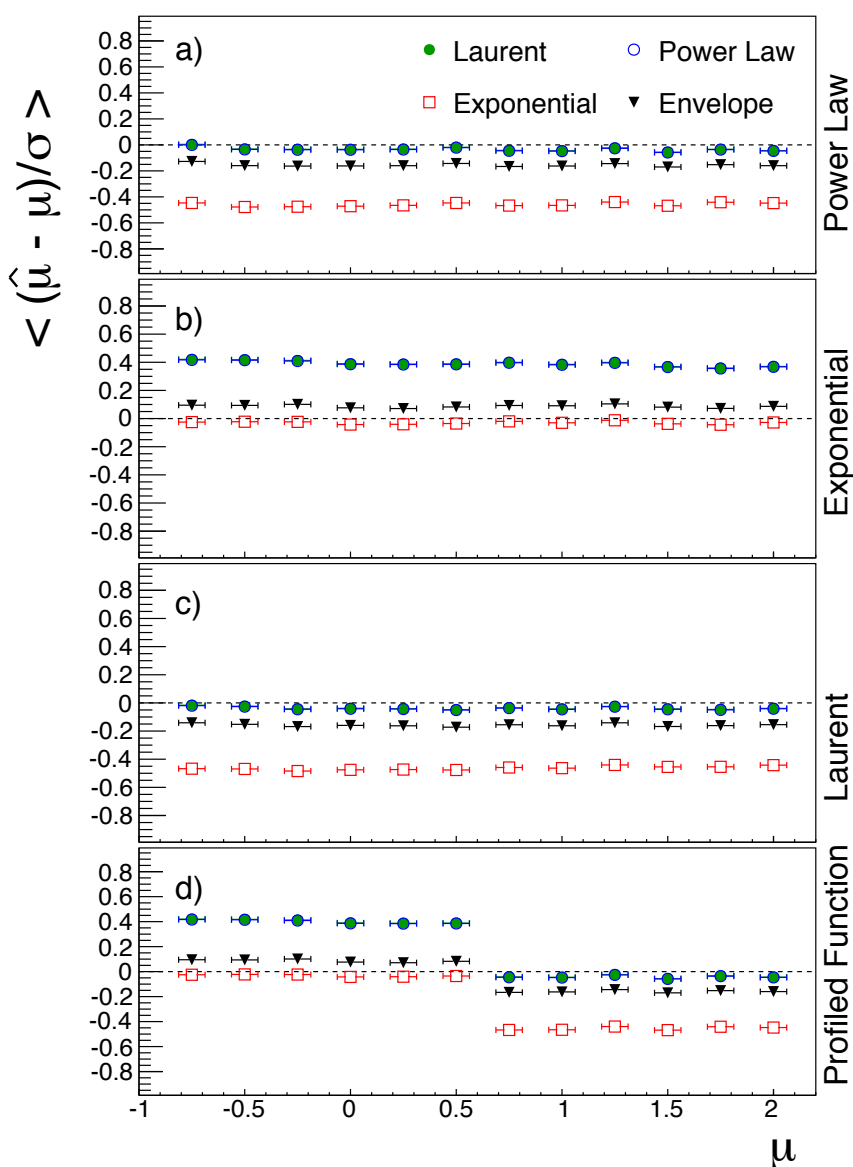 < (μ̂ - μ)/σ >
a)
Laurent
Power Law
Exponential
Envelope
0.8
0.6
0.4
0.2
0
-0.2
-0.4
-0.6
-0.8
Power Law
b)
0.8
0.6
0.4
0.2
0
-0.2
-0.4
-0.6
-0.8
Exponential
c)
0.8
0.6
0.4
0.2
0
-0.2
-0.4
-0.6
-0.8
Laurent
d)
0.8
0.6
0.4
0.2
0
-0.2
-0.4
-0.6
-0.8
Profiled Function
-1 -0.5 0 0.5 1 1.5 2
μ